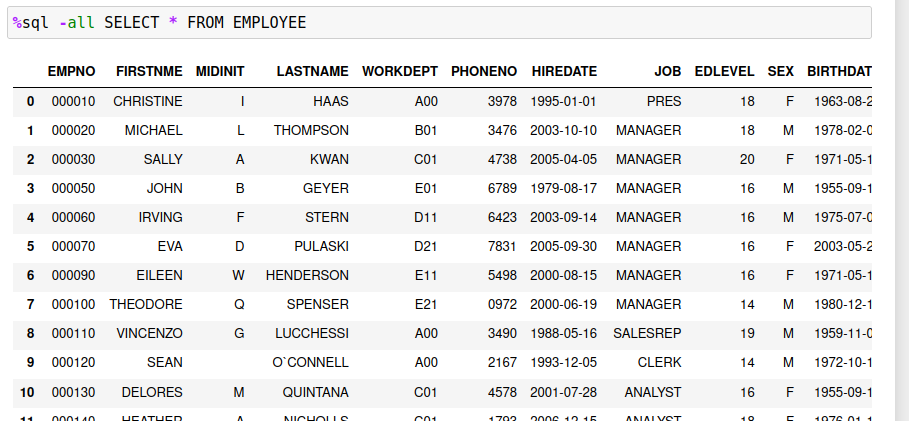 %sql -all SELECT * FROM EMPLOYEE
EMPNO FIRSTNME MIDINIT LASTNAME WORKDEPT PHONENO HIREDATE JOB EDLEVEL SEX BIRTHDAT
0 000010 CHRISTINE I HAAS A00 3978 1995-01-01 PRES 18 F 1963-08-2
1 000020 MICHAEL L THOMPSON B01 3476 2003-10-10 MANAGER 18 M 1978-02-0
2 000030 SALLY A KWAN C01 4738 2005-04-05 MANAGER 20 F 1971-05-1
3 000050 JOHN B GEYER E01 6789 1979-08-17 MANAGER 16 M 1955-09-1
4 000060 IRVING F STERN D11 6423 2003-09-14 MANAGER 16 M 1975-07-0
5 000070 EVA D PULASKI D21 7831 2005-09-30 MANAGER 16 F 2003-05-2
6 000090 EILEEN W HENDERSON E11 5498 2000-08-15 MANAGER 16 F 1971-05-1
7 000100 THEODORE Q SPENSER E21 0972 2000-06-19 MANAGER 14 M 1980-12-1
8 000110 VINCENZO G LUCCHESSI A00 3490 1988-05-16 SALESREP 19 M 1959-11-0
9 000120 SEAN O`CONNELL A00 2167 1993-12-05 CLERK 14 M 1972-10-1
10 000130 DELORES M QUINTANA C01 4578 2001-07-28 ANALYST 16 F 1955-09-1
11 000140 HEATHER A NICHOLLS C01 1793 2006-12-15 ANALYST 18 F 1976-01-1